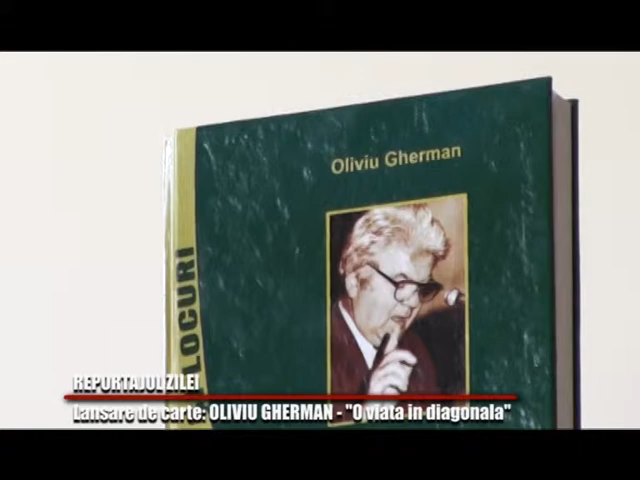 Oliviu Gherman
LOCURI
REPORTAJUL ZILEI
Lansare de carte: OLIVIU GHERMAN - "O viata in diagonala"